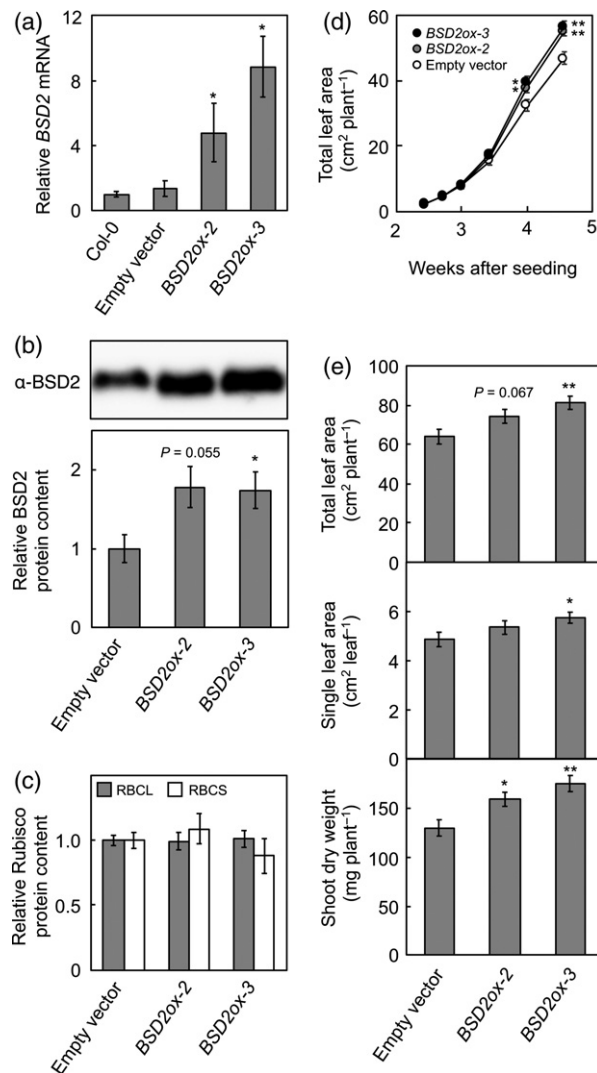 (a)
Relative BSD2 mRNA
12
8
4
0
*
*
Col-0
Empty vector
BSD2ox-2
BSD2ox-3
(b)
α-BSD2
Relative BSD2
protein content
2
1
0
P = 0.055
*
Empty vector
BSD2ox-2
BSD2ox-3
(c)
RBCL
RBCS
Relative Rubisco
protein content
1.0
0.5
0
Empty vector
BSD2ox-2
BSD2ox-3
(d)
BSD2ox-3
BSD2ox-2
Empty vector
Total leaf area
(cm² plant⁻¹)
60
40
20
0
**
**
*
*
2
3
4
5
Weeks after seeding
(e)
Total leaf area
(cm² plant⁻¹)
100
80
60
40
20
0
P = 0.067
**
Single leaf area
(cm² leaf⁻¹)
6
4
2
0
*
Shoot dry weight
(mg plant⁻¹)
150
100
50
0
*
**
Empty vector
BSD2ox-2
BSD2ox-3